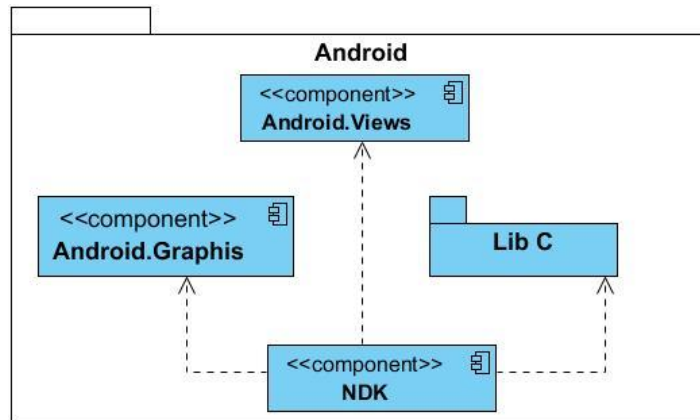 Android
<<component>>
Android.Views
<<component>>
Android.Graphis
Lib C
<<component>>
NDK